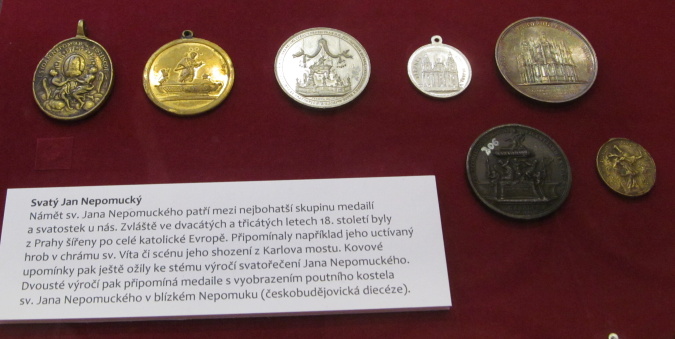 306
Svatý Jan Nepomucký
Námět sv. Jana Nepomuckého patří mezi nejbohatší skupinu medailí
a svatostek u nás. Zvláště ve dvacátých a třicátých letech 18. století byly
z Prahy šířeny po celé katolické Evropě. Připomínaly například jeho uctívaný
hrob v chrámu sv. Víta či scénu jeho shození z Karlova mostu. Kovové
upomínky pak ještě ožily ke stému výročí svatořečení Jana Nepomuckého.
Dvousté výročí pak připomíná medaile s vyobrazením poutního kostela
sv. Jana Nepomuckého v blízkém Nepomuku (českobudějovická diecéze).